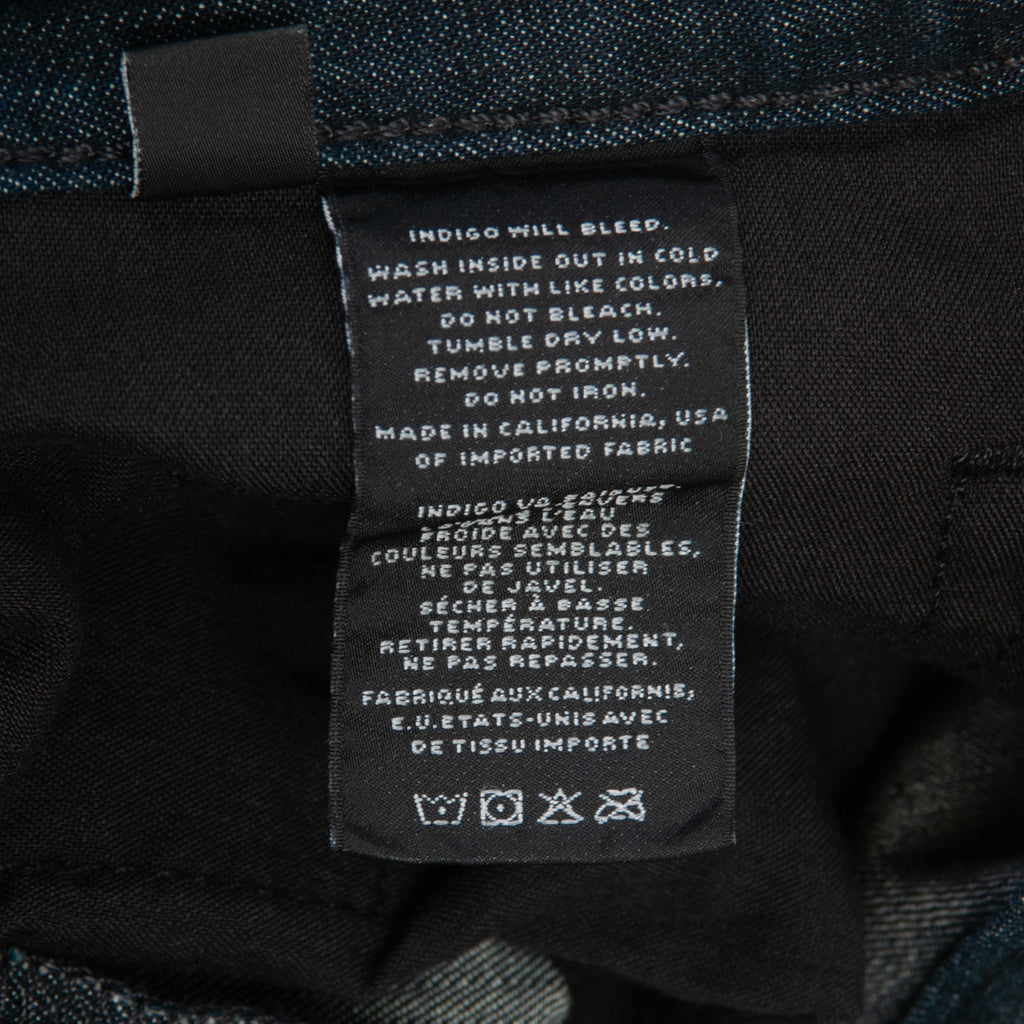 INDIGO WILL BLEED.
WASH INSIDE OUT IN COLD
WATER WITH LIKE COLORS.
DO NOT BLEACH.
TUMBLE DRY LOW.
REMOVE PROMPTLY.
DO NOT IRON.
MADE IN CALIFORNIA, USA
OF IMPORTED FABRIC
INDIGO VA
L'EAU
FROIDE AVEC DES
COULEURS SEMBLABLES,
NE PAS UTILISER
DE JAVEL.
SÉCHER À BASSE
TEMPÉRATURE.
RETIRER RAPIDEMENT,
NE PAS REPASSER.
FABRIQUÉ AUX CALIFORNIE,
E.U.ETATS-UNIS AVEC
DE TISSU IMPORTE